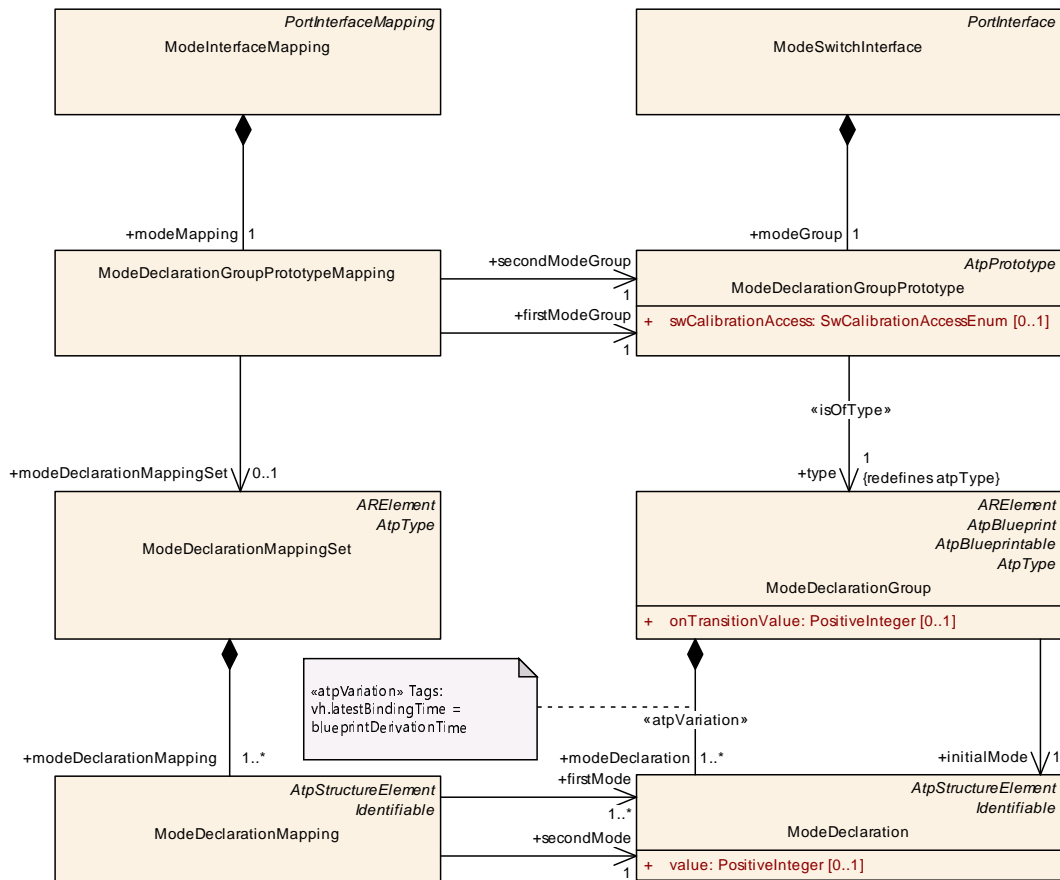 PortInterfaceMapping
ModeInterfaceMapping
PortInterface
ModeSwitchInterface
+modeMapping 1
+modeGroup 1
ModeDeclarationGroupPrototypeMapping
+secondModeGroup
1
+firstModeGroup
1
AtpPrototype
ModeDeclarationGroupPrototype
+ swCalibrationAccess: SwCalibrationAccessEnum [0..1]
«isOfType»
+modeDeclarationMappingSet 0..1
+type
1
{redefines atpType}
ARElement
AtpType
ModeDeclarationMappingSet
ARElement
AtpBlueprint
AtpBlueprintable
AtpType
ModeDeclarationGroup
+ onTransitionValue: PositiveInteger [0..1]
«atpVariation» Tags:
vh.latestBindingTime =
blueprintDerivationTime
«atpVariation»
+modeDeclarationMapping 1..*
+modeDeclaration 1..*
+initialMode 1
AtpStructureElement
Identifiable
ModeDeclarationMapping
+firstMode
1..*
+secondMode
1
AtpStructureElement
Identifiable
ModeDeclaration
+ value: PositiveInteger [0..1]